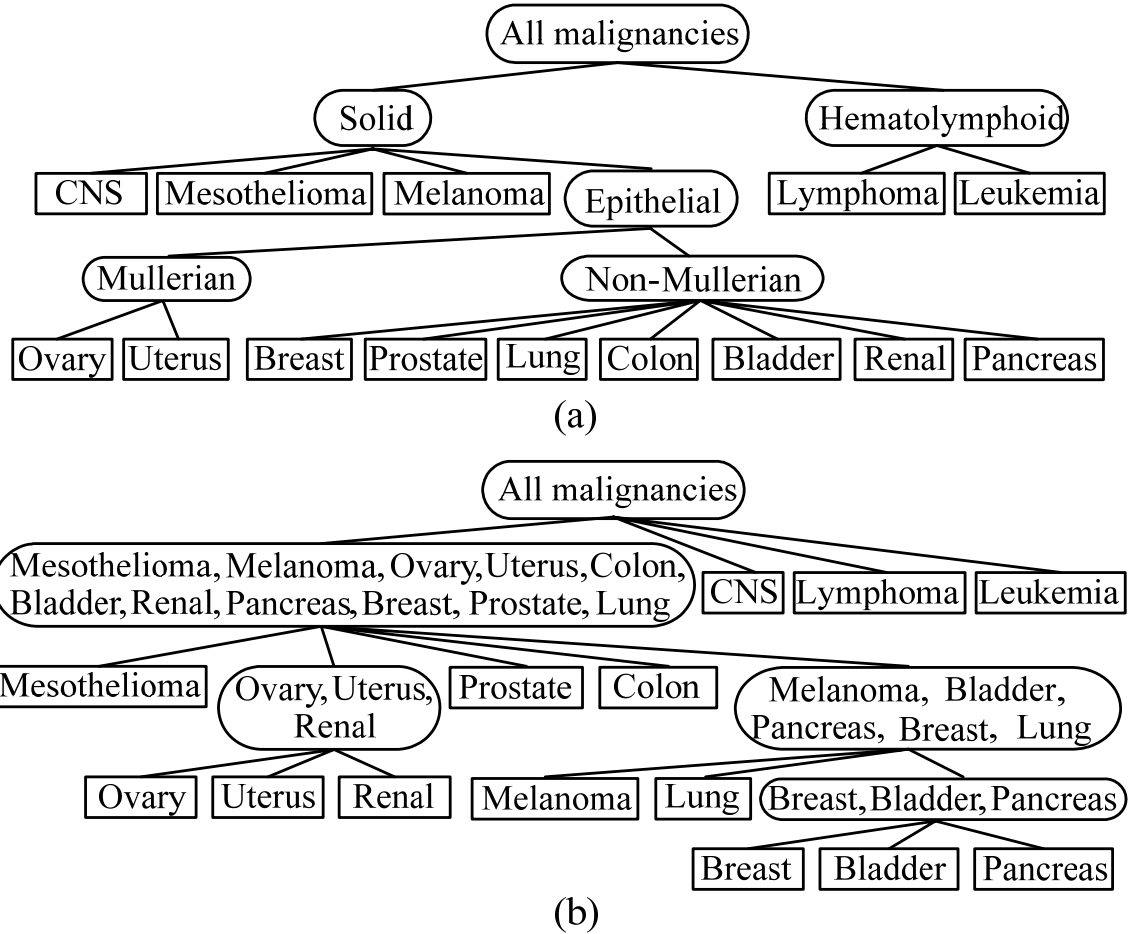 All malignancies
Solid
Hematolymphoid
CNS
Mesothelioma
Melanoma
Epithelial
Lymphoma
Leukemia
Mullerian
Non-Mullerian
Ovary
Uterus
Breast
Prostate
Lung
Colon
Bladder
Renal
Pancreas
(a)
All malignancies
Mesothelioma, Melanoma, Ovary, Uterus, Colon,
Bladder, Renal, Pancreas, Breast, Prostate, Lung
CNS
Lymphoma
Leukemia
Mesothelioma
Ovary, Uterus,
Renal
Prostate
Colon
Melanoma, Bladder,
Pancreas, Breast, Lung
Ovary
Uterus
Renal
Melanoma
Lung
Breast, Bladder, Pancreas
Breast
Bladder
Pancreas
(b)